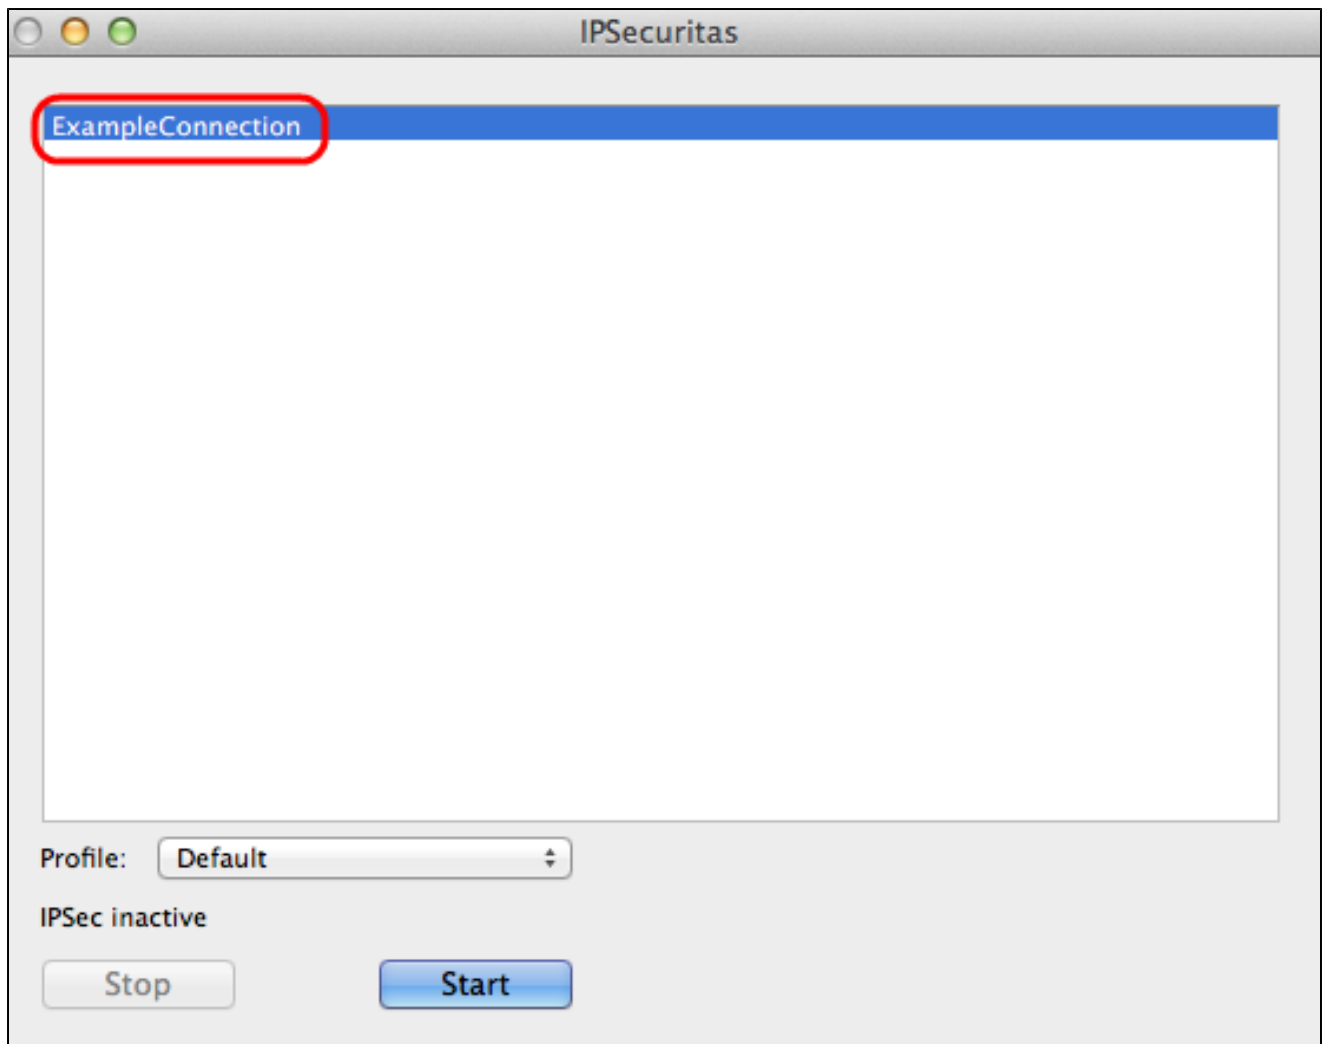 IPSecuritas
ExampleConnection
Profile: Default
IPSec inactive
Stop Start